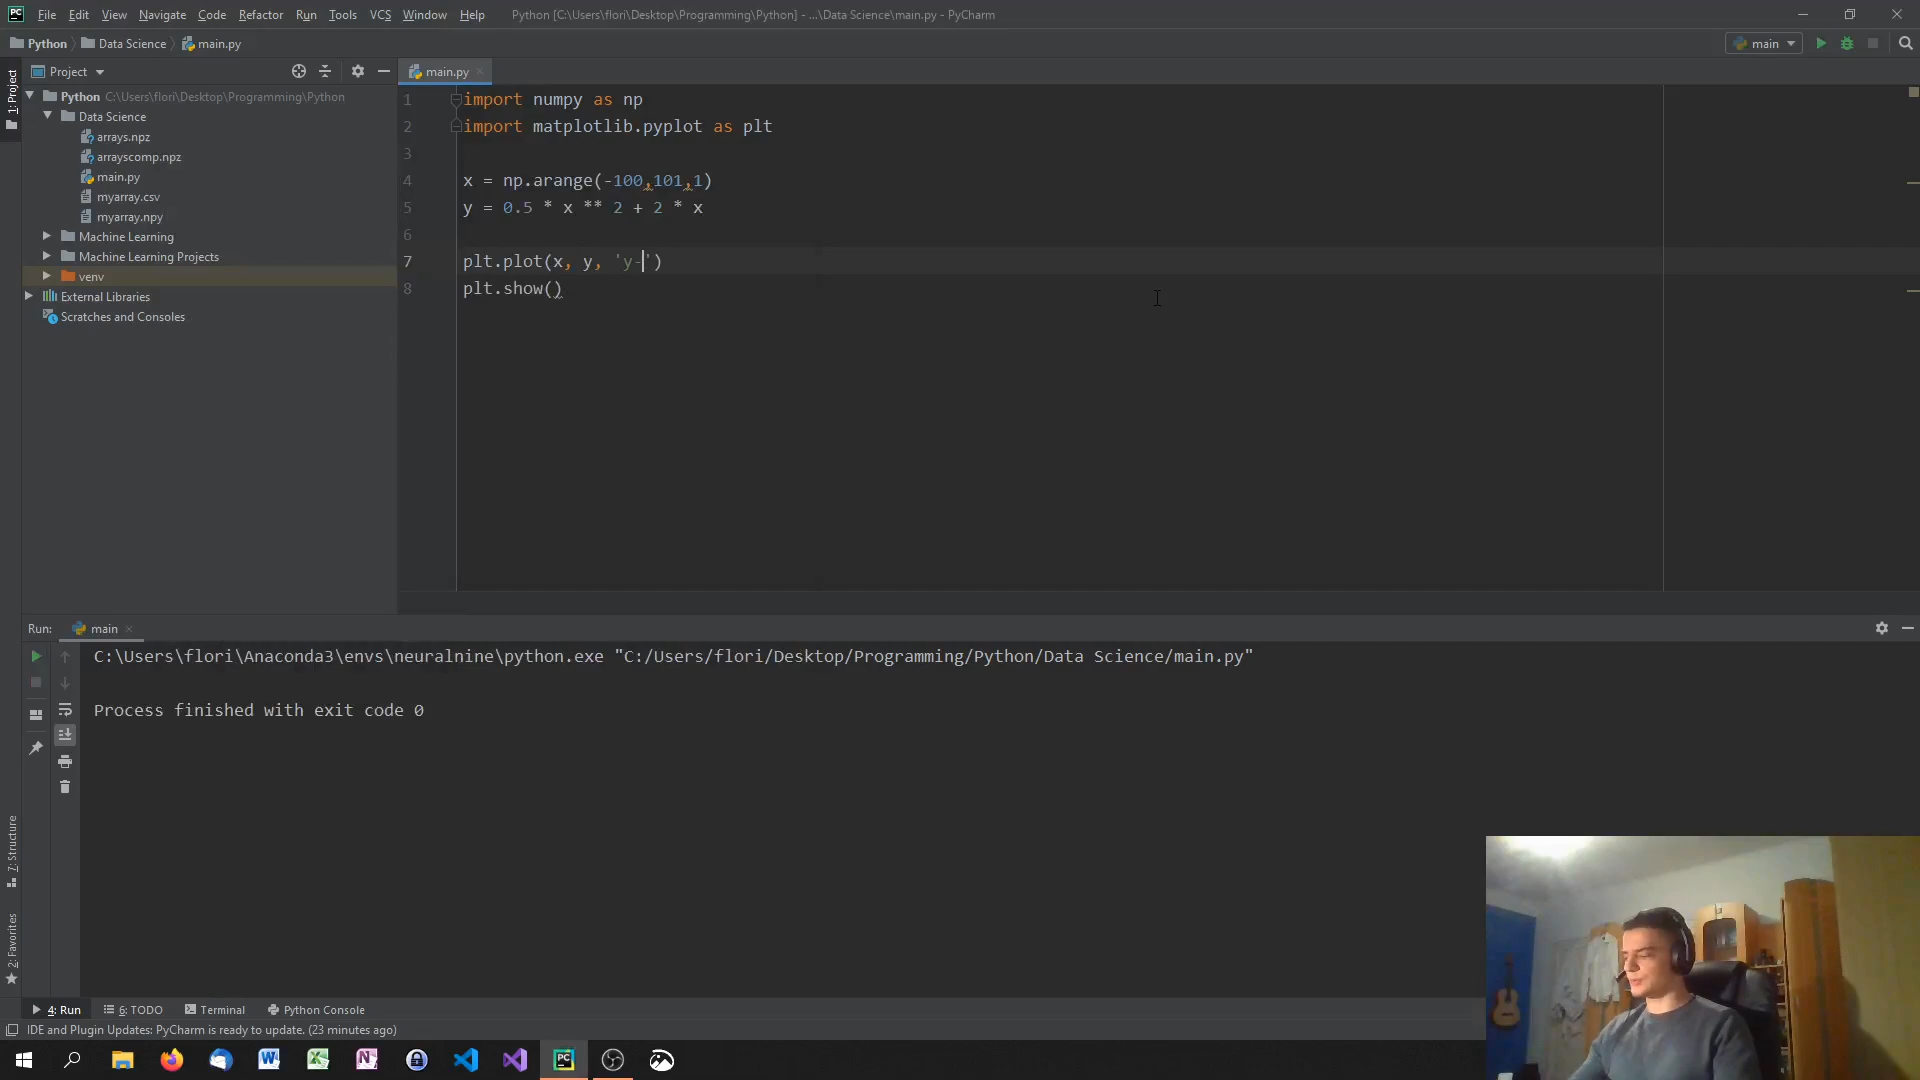 PC File Edit View Navigate Code Refactor Run Tools VCS Window Help Python [C:\Users\flori\Desktop\Programming\Python] - ...\Data Science\main.py - PyCharm
Python Data Science main.py main
1: Project
Project
main.py
Python C:\Users\flori\Desktop\Programming\Python
Data Science
arrays.npz
arrayscomp.npz
main.py
myarray.csv
myarray.npy
Machine Learning
Machine Learning Projects
venv
External Libraries
Scratches and Consoles
1 import numpy as np
2 import matplotlib.pyplot as plt
3
4 x = np.arange(-100,101,1)
5 y = 0.5 * x ** 2 + 2 * x
6
7 plt.plot(x, y, 'y-')
8 plt.show()
Run: main
C:\Users\flori\Anaconda3\envs\neuralnine\python.exe "C:/Users/flori/Desktop/Programming/Python/Data Science/main.py"
Process finished with exit code 0
7: Structure
2: Favorites
4: Run 6: TODO Terminal Python Console
IDE and Plugin Updates: PyCharm is ready to update. (23 minutes ago)
PC